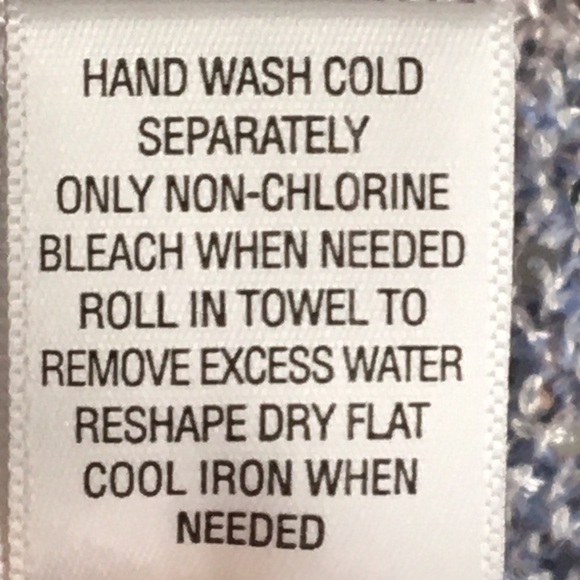 HAND WASH COLD
SEPARATELY
ONLY NON-CHLORINE
BLEACH WHEN NEEDED
ROLL IN TOWEL TO
REMOVE EXCESS WATER
RESHAPE DRY FLAT
COOL IRON WHEN
NEEDED